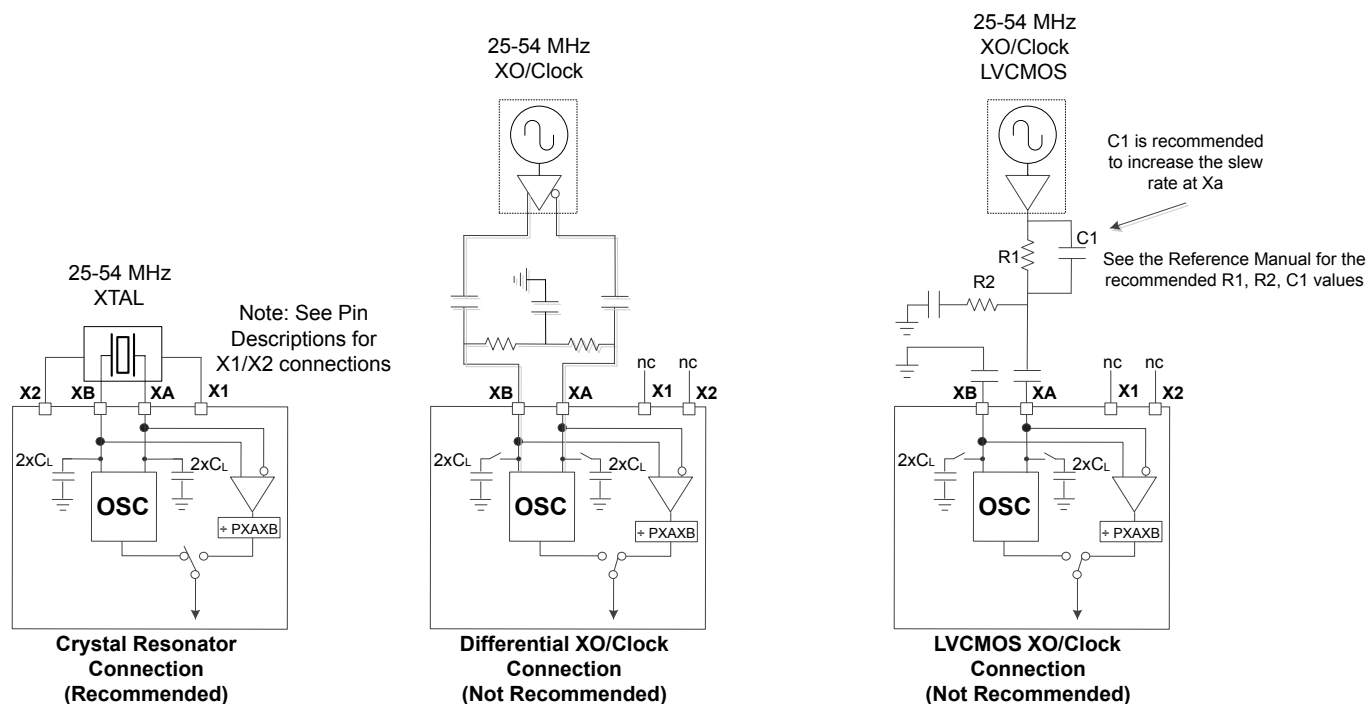 25-54 MHz
XTAL
Note: See Pin
Descriptions for
X1/X2 connections
X2
XB
XA
X1
2xCL
2xCL
OSC
÷ PXAXB
Crystal Resonator
Connection
(Recommended)
25-54 MHz
XO/Clock
nc
nc
XB
XA
X1
X2
2xCL
2xCL
OSC
÷ PXAXB
Differential XO/Clock
Connection
(Not Recommended)
25-54 MHz
XO/Clock
LVCMOS
C1 is recommended
to increase the slew
rate at Xa
C1
R1
See the Reference Manual for the
recommended R1, R2, C1 values
R2
nc
nc
XB
XA
X1
X2
2xCL
2xCL
OSC
÷ PXAXB
LVCMOS XO/Clock
Connection
(Not Recommended)